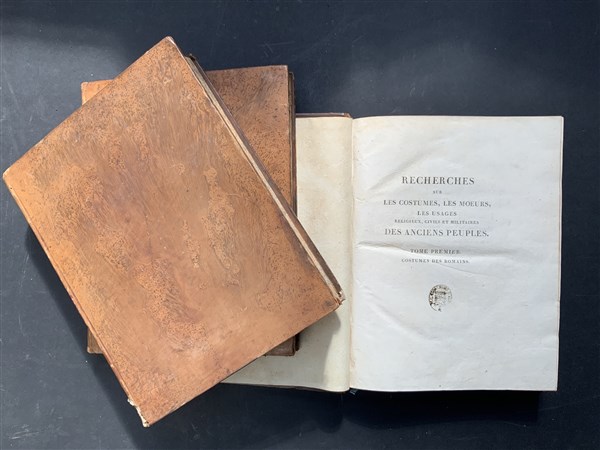 RECHERCHES
SUR
LES COSTUMES, LES MŒURS,
LES USAGES
RELIGIEUX, CIVILS ET MILITAIRES
DES ANCIENS PEUPLES.
TOME PREMIER.
COSTUMES DES ROMAINS.